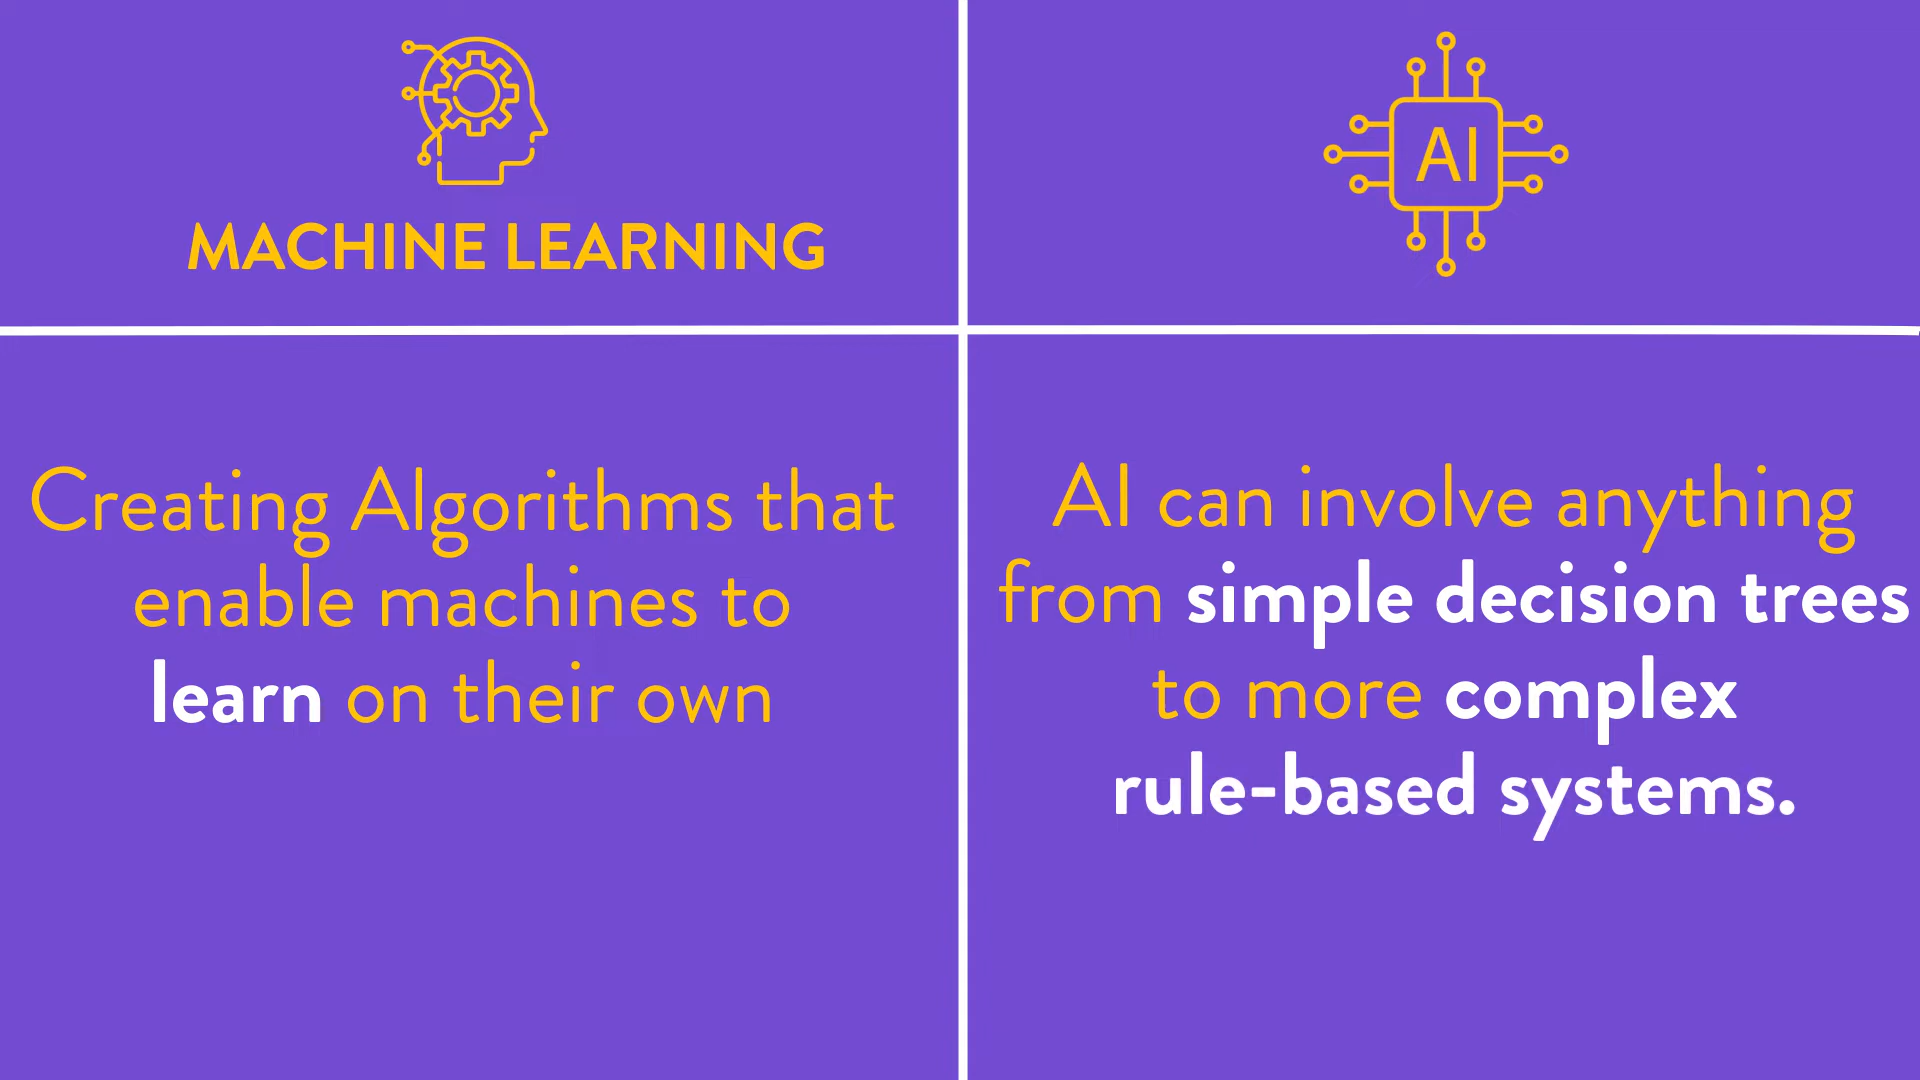 MACHINE LEARNING
AI
Creating Algorithms that
enable machines to
learn on their own
AI can involve anything
from simple decision trees
to more complex
rule-based systems.